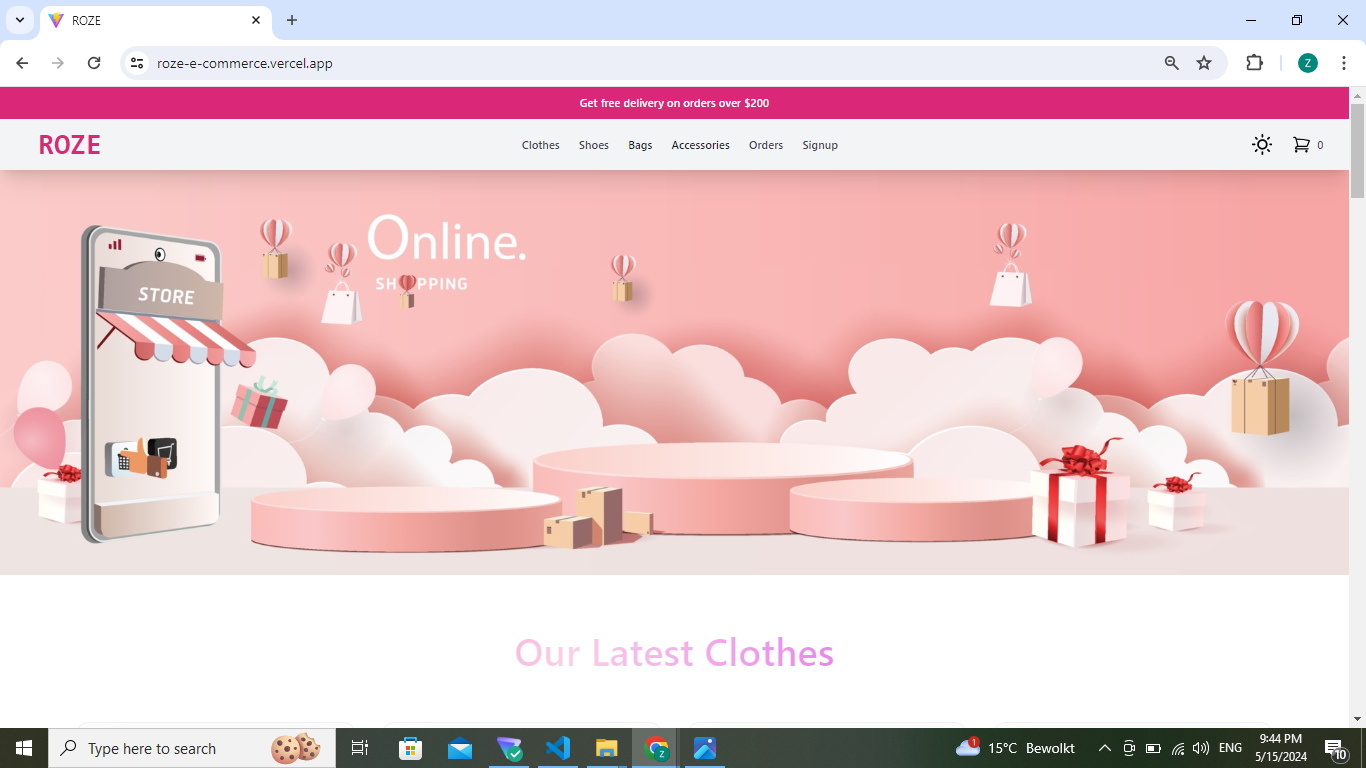 ROZE
roze-e-commerce.vercel.app
Z
Get free delivery on orders over $200
ROZE
Clothes Shoes Bags Accessories Orders Signup
0
Online.
SHOPPING
STORE
Our Latest Clothes
Type here to search
Z
1
15°C Bewolkt
ENG
9:44 PM
5/15/2024
10